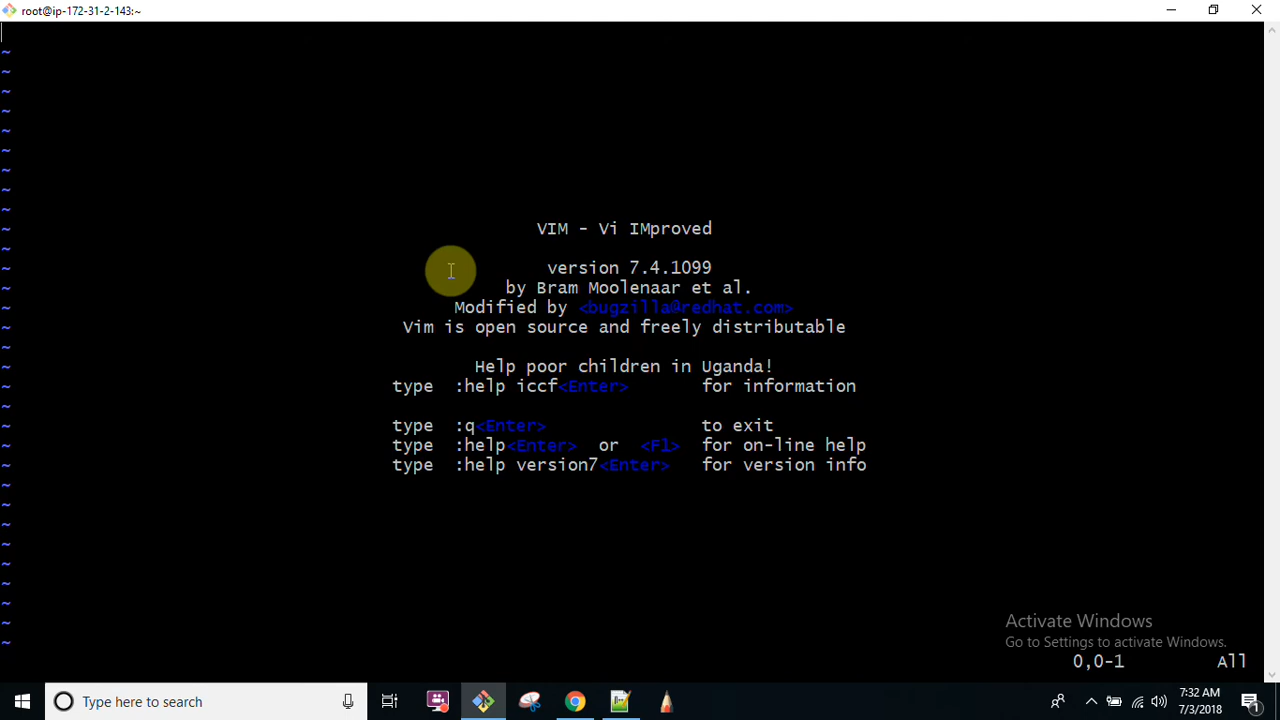 root@ip-172-31-2-143:~
~
~
~
~
~
~
~
~
~
~ VIM - Vi IMproved
~
~ version 7.4.1099
~ by Bram Moolenaar et al.
~ Modified by <bugzilla@redhat.com>
~ Vim is open source and freely distributable
~
~ Help poor children in Uganda!
~ type :help iccf<Enter> for information
~
~ type :q<Enter> to exit
~ type :help<Enter> or <F1> for on-line help
~ type :help version7<Enter> for version info
~
~
~
~
~
~
~
~
~
Activate Windows
Go to Settings to activate Windows.
0,0-1 All
Type here to search
7:32 AM
7/3/2018
1